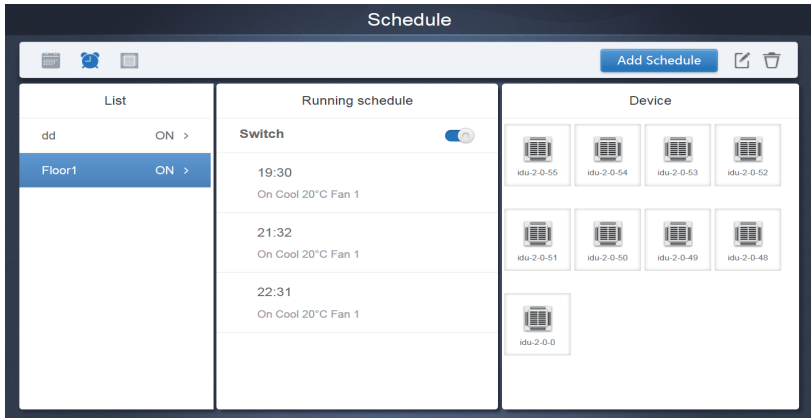 Schedule
Add Schedule
List
Running schedule
Device
dd ON >
Floor1 ON >
Switch
19:30
On Cool 20°C Fan 1
21:32
On Cool 20°C Fan 1
22:31
On Cool 20°C Fan 1
idu-2-0-55 idu-2-0-54 idu-2-0-53 idu-2-0-52
idu-2-0-51 idu-2-0-50 idu-2-0-49 idu-2-0-48
idu-2-0-0